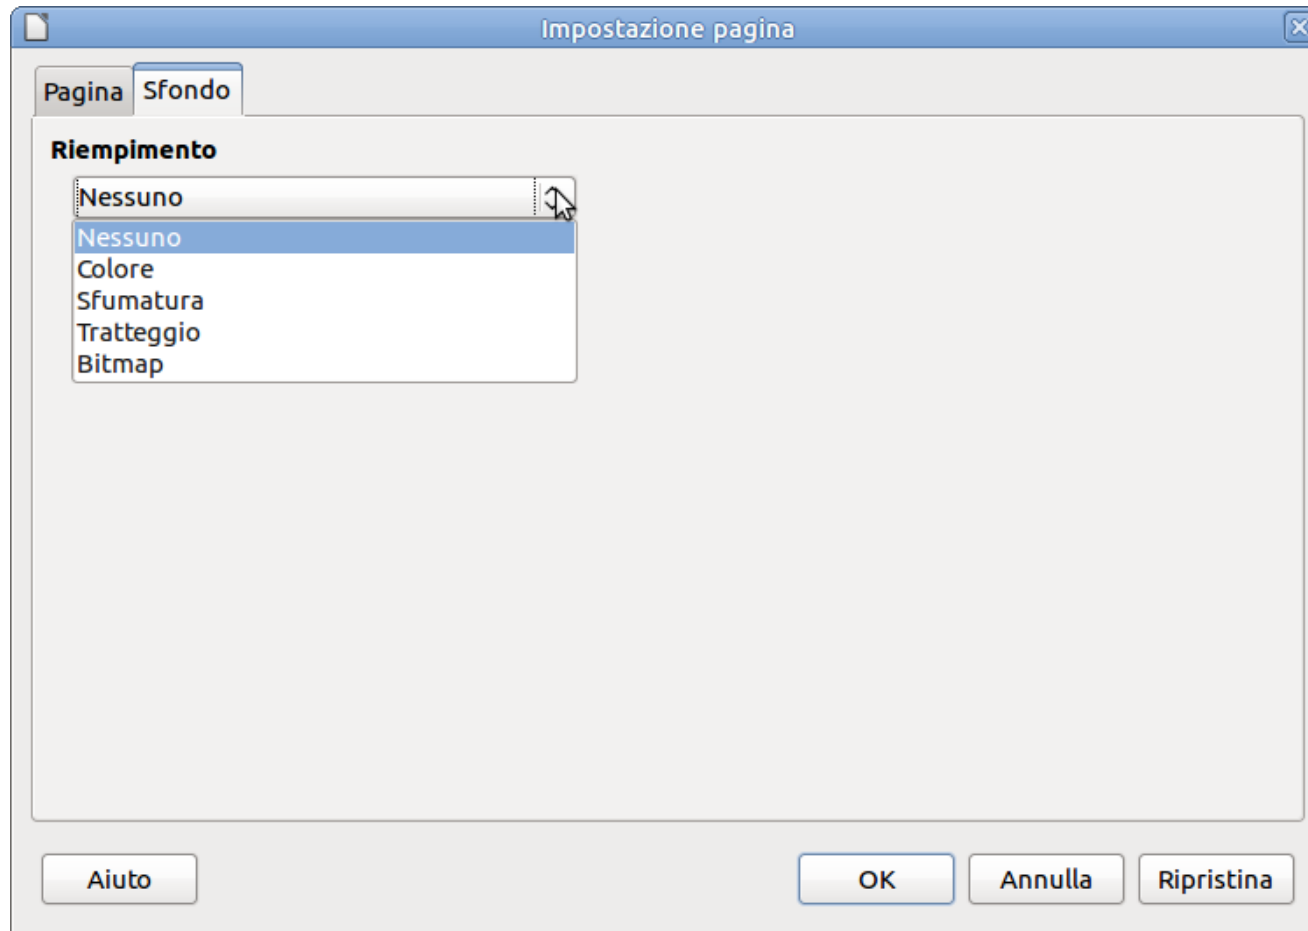 Impostazione pagina
Pagina Sfondo
Riempimento
Nessuno
Nessuno
Colore
Sfumatura
Tratteggio
Bitmap
Aiuto OK Annulla Ripristina